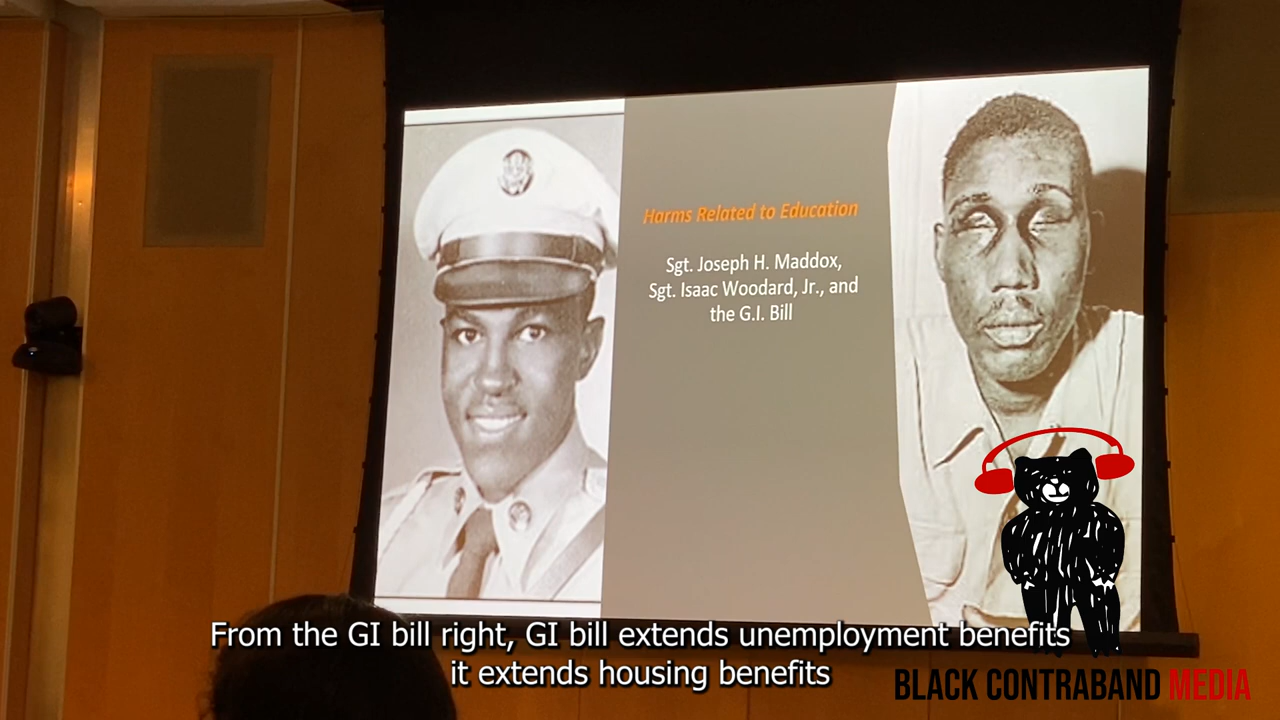 Harms Related to Education
Sgt. Joseph H. Maddox,
Sgt. Isaac Woodard, Jr., and
the G.I. Bill
From the GI bill right, GI bill extends unemployment benefits
it extends housing benefits
BLACK CONTRABAND MEDIA